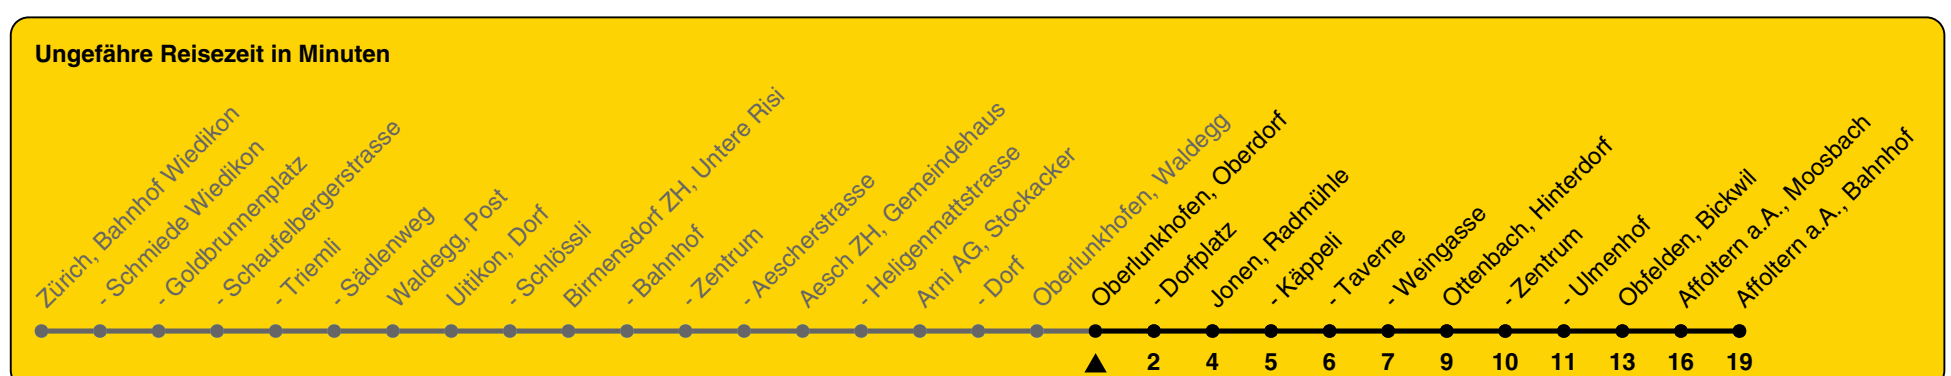 Ungefähre Reisezeit in Minuten
Zürich, Bahnhof Wiedikon
- Schmiede Wiedikon
- Goldbrunnenplatz
- Schaufelbergerstrasse
- Triemli
- Sädlenweg
Waldegg, Post
Uitikon, Dorf
- Schlössli
Birmensdorf ZH, Untere Risi
- Bahnhof
- Zentrum
- Aescherstrasse
Aesch ZH, Gemeindehaus
- Heligenmattstrasse
Arni AG, Stockacker
- Dorf
Oberlunkhofen, Waldegg
Oberlunkhofen, Oberdorf
- Dorfplatz
Jonen, Radmühle
- Käppeli
- Taverne
- Weingasse
Ottenbach, Hinterdorf
- Zentrum
- Ulmenhof
Obfelden, Bickwil
Affoltern a.A., Moosbach
Affoltern a.A., Bahnhof
2 4 5 6 7 9 10 11 13 16 19